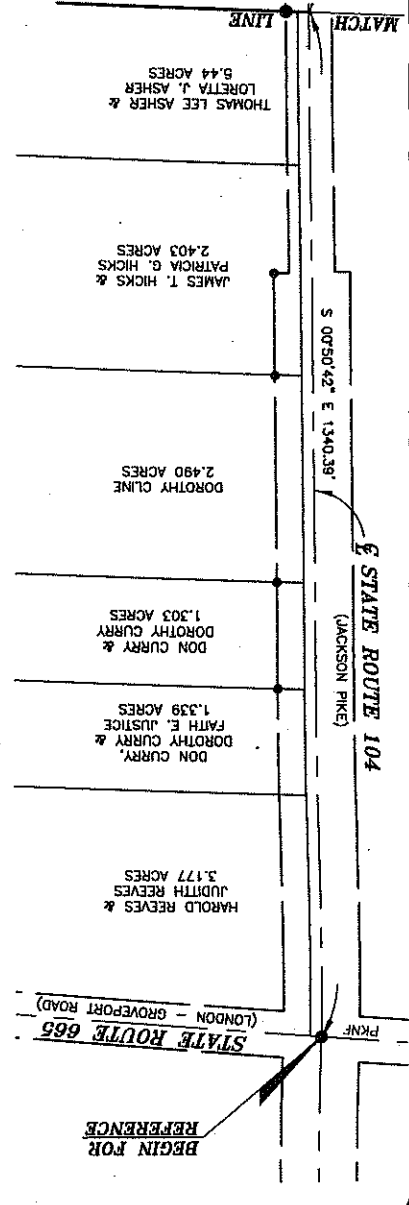 BEGIN FOR
REFERENCE
STATE ROUTE 665
(LONDON - GROVEPORT ROAD)
PKNF
HAROLD REEVES &
JUDITH REEVES
3.177 ACRES
DON CURRY,
DOROTHY CURRY &
FAITH E. JUSTICE
1.339 ACRES
DON CURRY &
DOROTHY CURRY
1.303 ACRES
℄ STATE ROUTE 104
(JACKSON PIKE)
S 00°50'42" E 1340.39'
DOROTHY CLINE
2.490 ACRES
JAMES T. HICKS &
PATRICIA G. HICKS
2.403 ACRES
THOMAS LEE ASHER &
LORETTA J. ASHER
5.44 ACRES
MATCH LINE